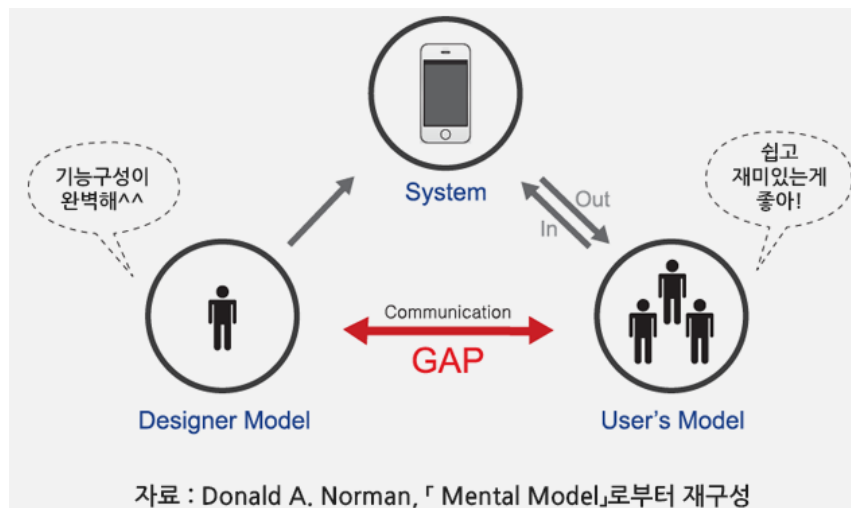 기능구성이
완벽해^^
쉽고
재미있는게
좋아!
System
Out
In
Communication
GAP
Designer Model
User's Model
자료 : Donald A. Norman, 「 Mental Model」로부터 재구성